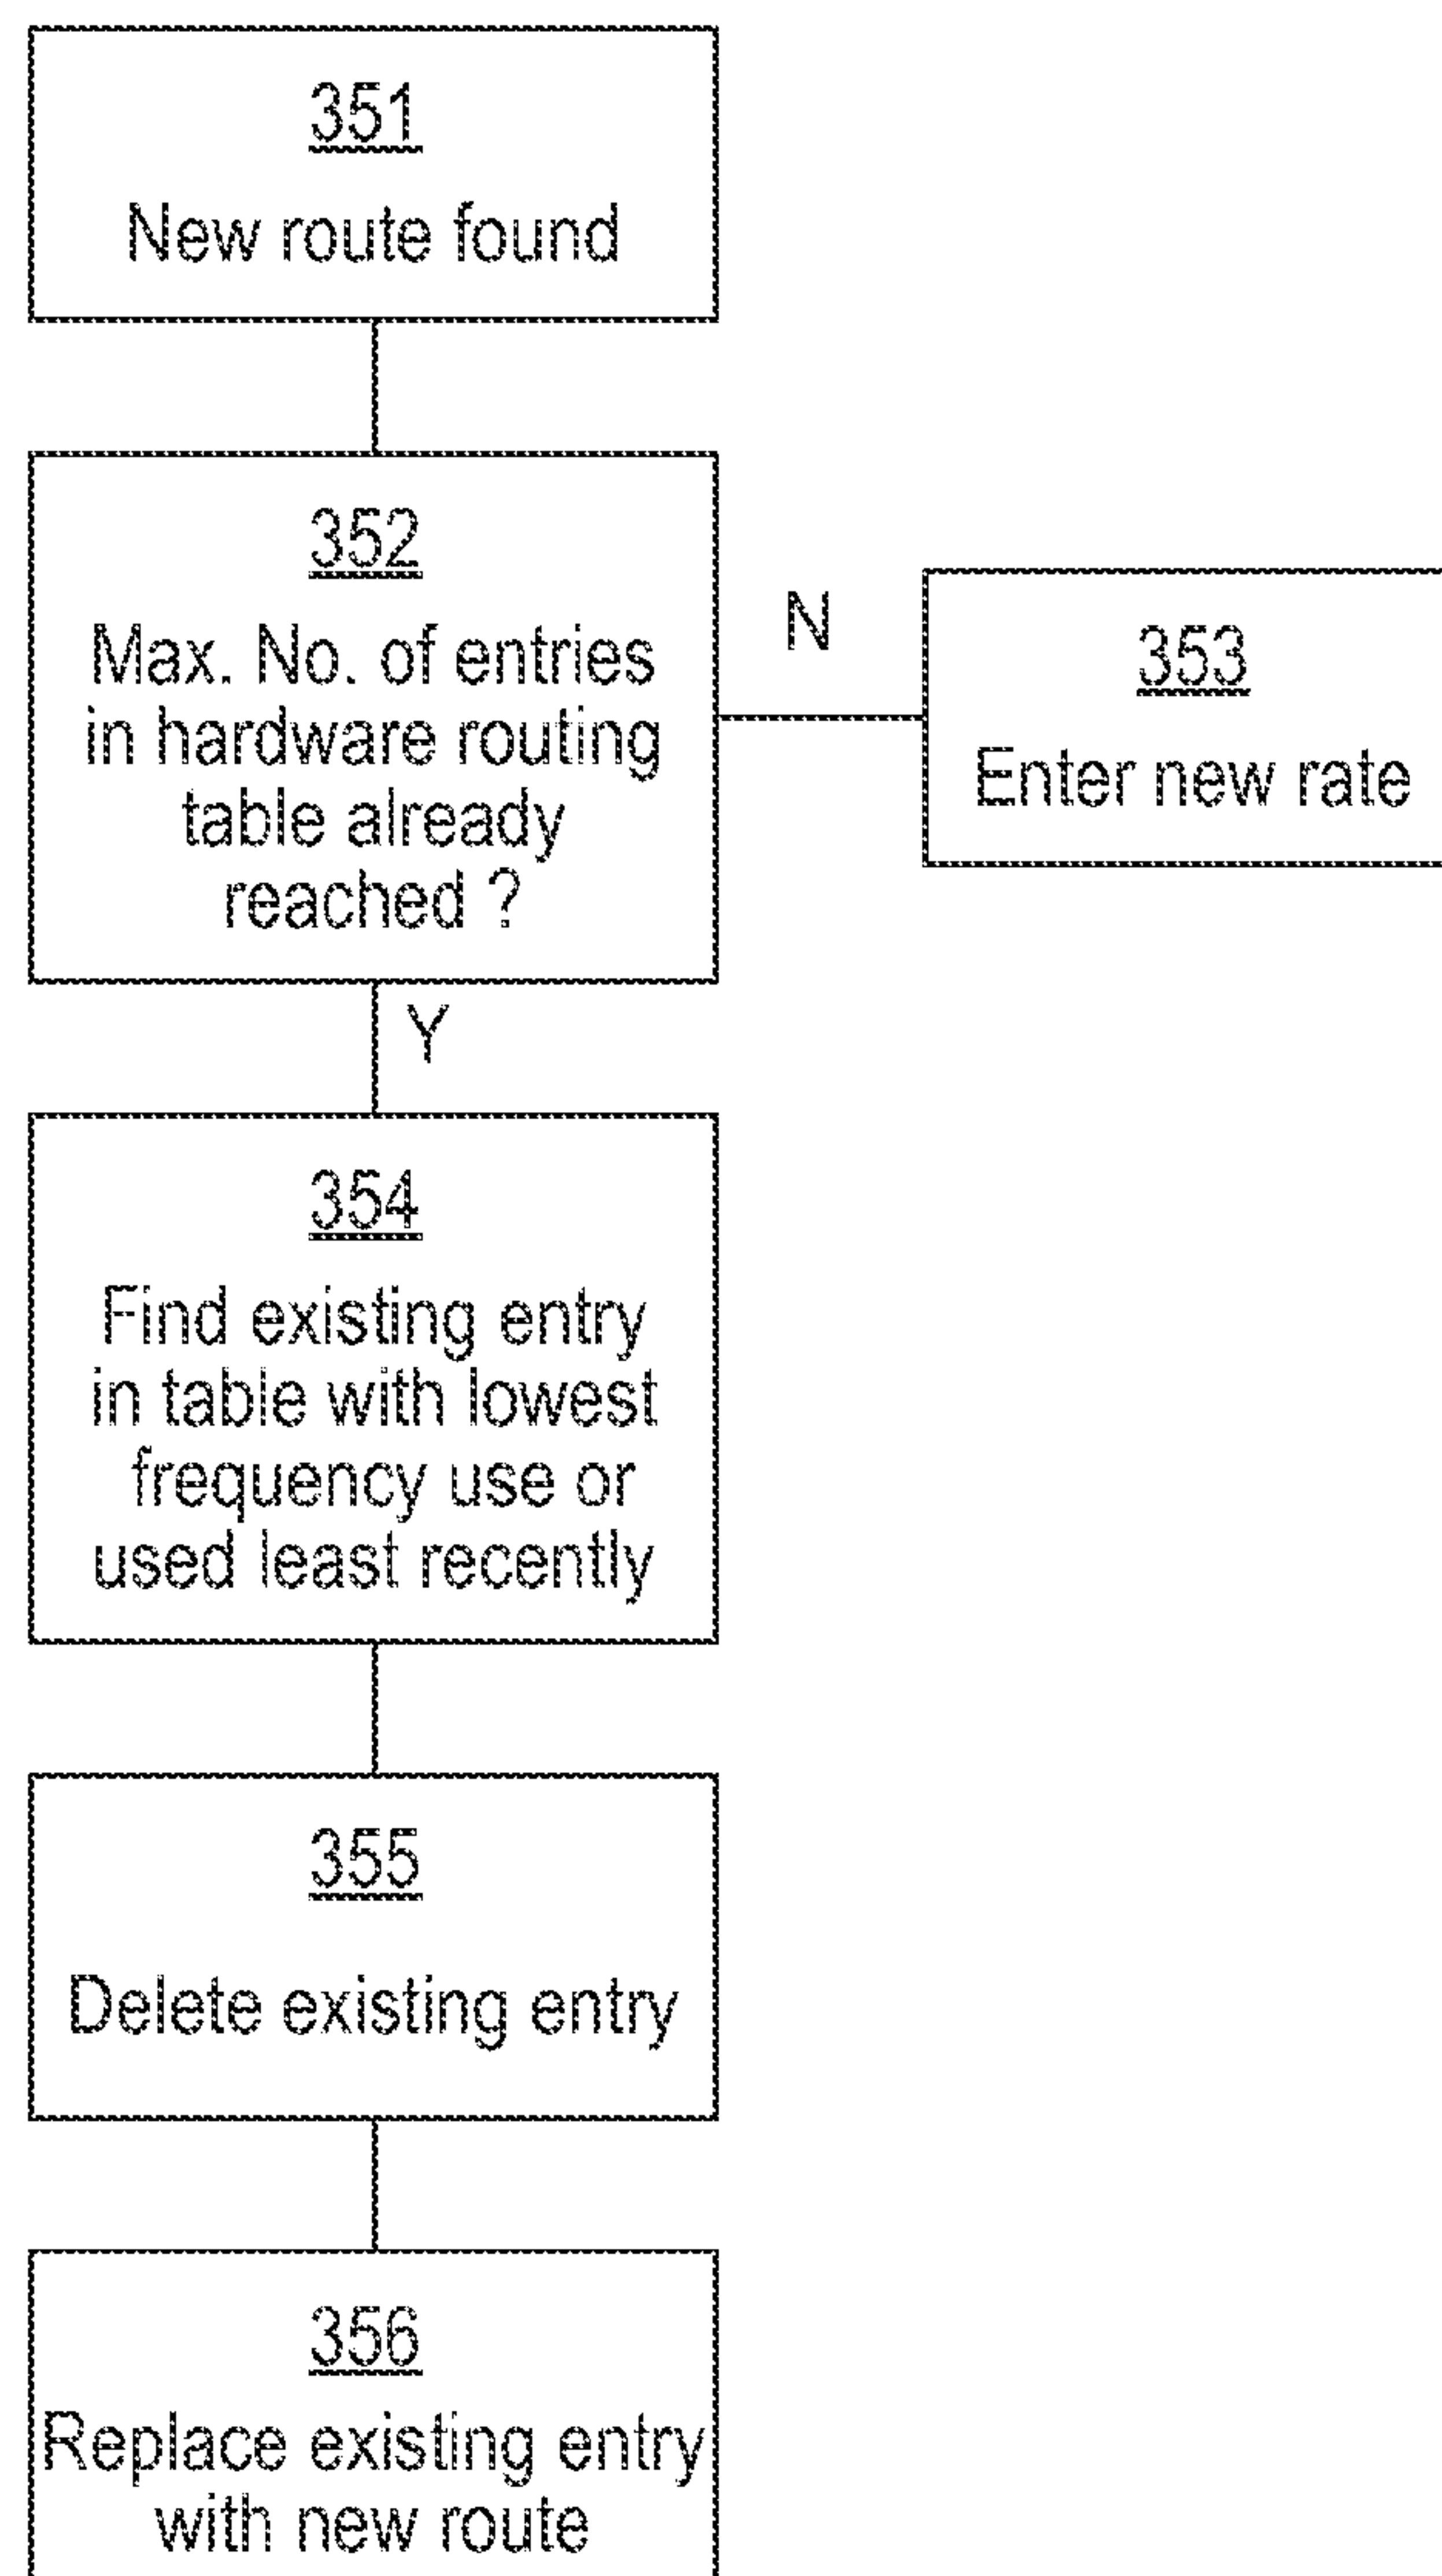 351
New route found
352
Max. No. of entries
in hardware routing
table already
reached ?
N
353
Enter new rate
Y
354
Find existing entry
in table with lowest
frequency use or
used least recently
355
Delete existing entry
356
Replace existing entry
with new route